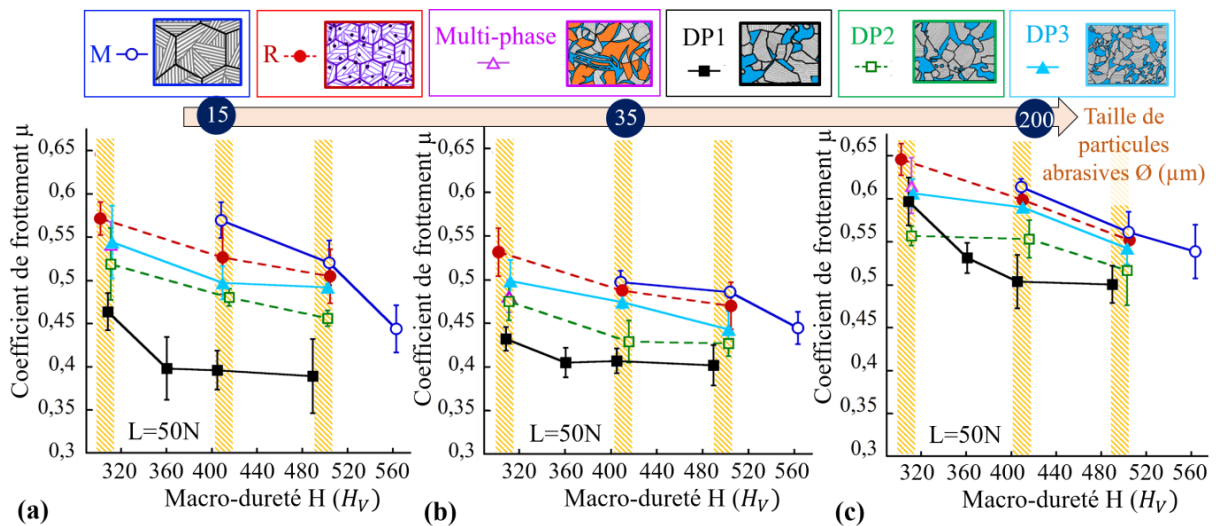 M
R
Multi-phase
DP1
DP2
DP3
15
35
200
Taille de
particules
abrasives Ø (µm)
Coefficient de frottement µ
0,65
0,6
0,55
0,5
0,45
0,4
0,35
0,3
L=50N
320 400 440 480 520 560
Macro-dureté H (H_V)
(a)
Coefficient de frottement µ
0,65
0,6
0,55
0,5
0,45
0,4
0,35
0,3
L=50N
320 360 400 440 480 520 560
Macro-dureté H (H_V)
(b)
Coefficient de frottement µ
0,65
0,6
0,55
0,5
0,45
0,4
0,35
0,3
L=50N
320 360 400 440 480 520 560
Macro-dureté H (H_V)
(c)